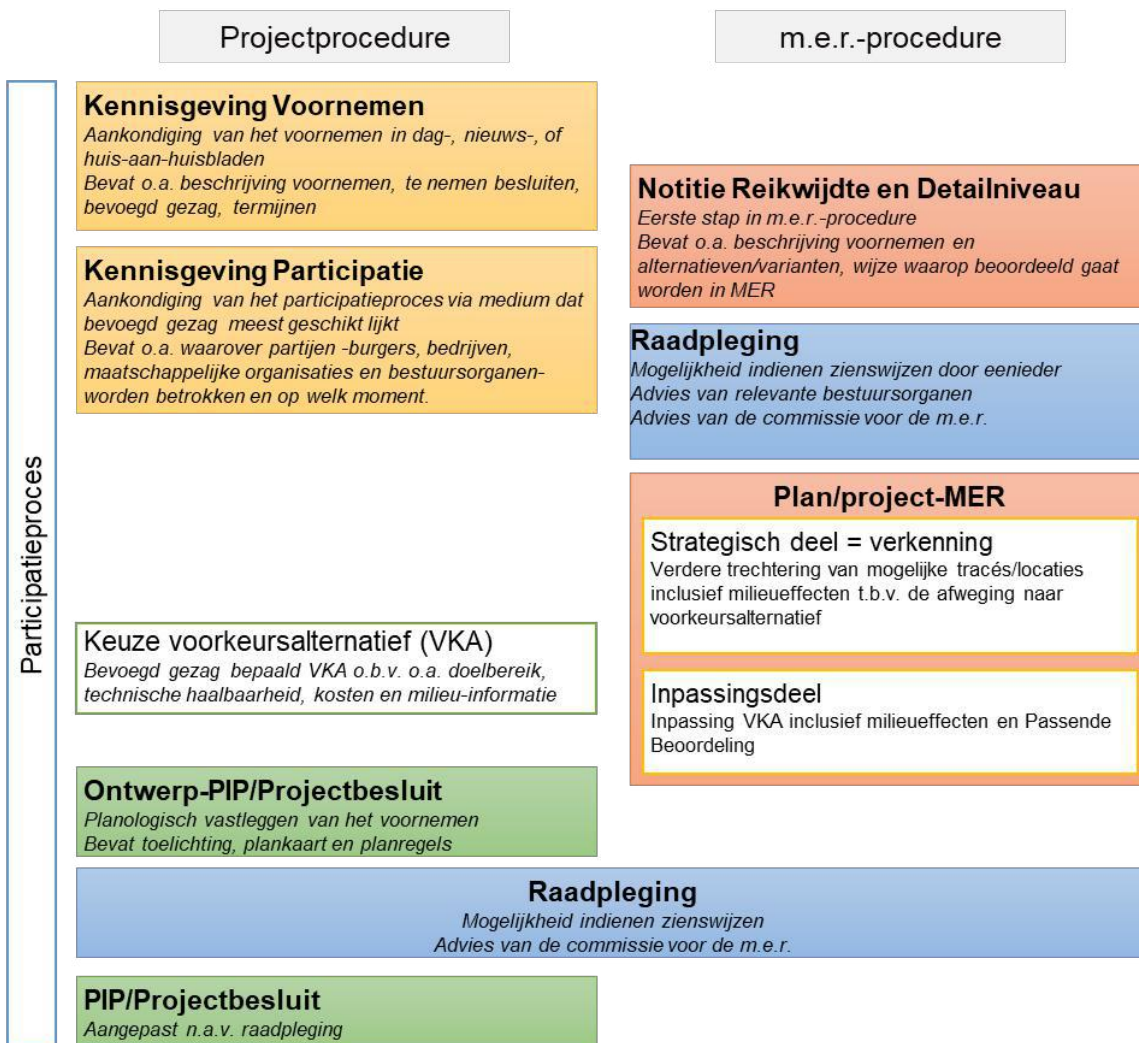 Projectprocedure
m.e.r.-procedure
Participatieproces
Kennisgeving Voornemen
Aankondiging van het voornemen in dag-, nieuws-, of
huis-aan-huisbladen
Bevat o.a. beschrijving voornemen, te nemen besluiten,
bevoegd gezag, termijnen
Kennisgeving Participatie
Aankondiging van het participatieproces via medium dat
bevoegd gezag meest geschikt lijkt
Bevat o.a. waarover partijen -burgers, bedrijven,
maatschappelijke organisaties en bestuursorganen-
worden betrokken en op welk moment.
Notitie Reikwijdte en Detailniveau
Eerste stap in m.e.r.-procedure
Bevat o.a. beschrijving voornemen en
alternatieven/varianten, wijze waarop beoordeeld gaat
worden in MER
Raadpleging
Mogelijkheid indienen zienswijzen door eenieder
Advies van relevante bestuursorganen
Advies van de commissie voor de m.e.r.
Plan/project-MER
Strategisch deel = verkenning
Verdere trechtering van mogelijke tracés/locaties
inclusief milieueffecten t.b.v. de afweging naar
voorkeursalternatief
Keuze voorkeursalternatief (VKA)
Bevoegd gezag bepaald VKA o.b.v. o.a. doelbereik,
technische haalbaarheid, kosten en milieu-informatie
Inpassingsdeel
Inpassing VKA inclusief milieueffecten en Passende
Beoordeling
Ontwerp-PIP/Projectbesluit
Planologisch vastleggen van het voornemen
Bevat toelichting, plankaart en planregels
Raadpleging
Mogelijkheid indienen zienswijzen
Advies van de commissie voor de m.e.r.
PIP/Projectbesluit
Aangepast n.a.v. raadpleging